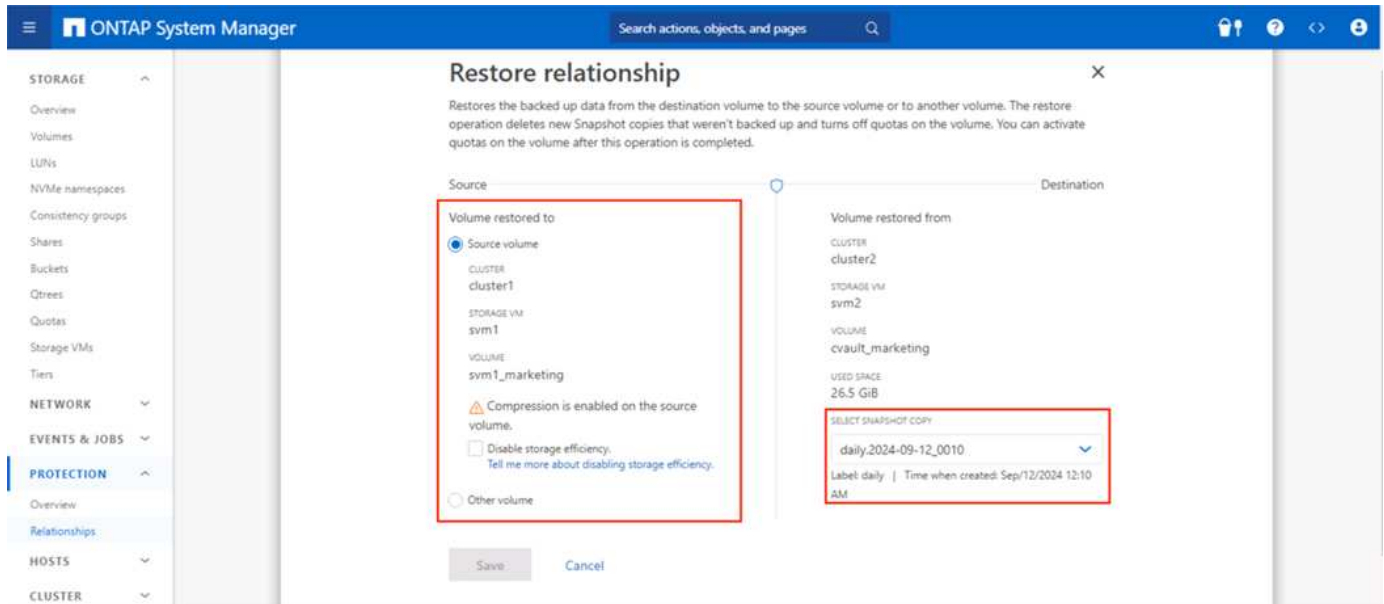 ONTAP System Manager
Search actions, objects, and pages
STORAGE
Overview
Volumes
LUNs
NVMe namespaces
Consistency groups
Shares
Buckets
Qtrees
Quotas
Storage VMs
Tiers
NETWORK
EVENTS & JOBS
PROTECTION
Overview
Relationships
HOSTS
CLUSTER
Restore relationship
Restores the backed up data from the destination volume to the source volume or to another volume. The restore
operation deletes new Snapshot copies that weren't backed up and turns off quotas on the volume. You can activate
quotas on the volume after this operation is completed.
Source
Destination
Volume restored to
Source volume
CLUSTER
cluster1
STORAGE VM
svm1
VOLUME
svm1_marketing
Compression is enabled on the source
volume.
Disable storage efficiency.
Tell me more about disabling storage efficiency.
Other volume
Volume restored from
CLUSTER
cluster2
STORAGE VM
svm2
VOLUME
cvault_marketing
USED SPACE
26.5 GiB
SELECT SNAPSHOT COPY
daily.2024-09-12_0010
Label: daily | Time when created: Sep/12/2024 12:10
AM
Save
Cancel